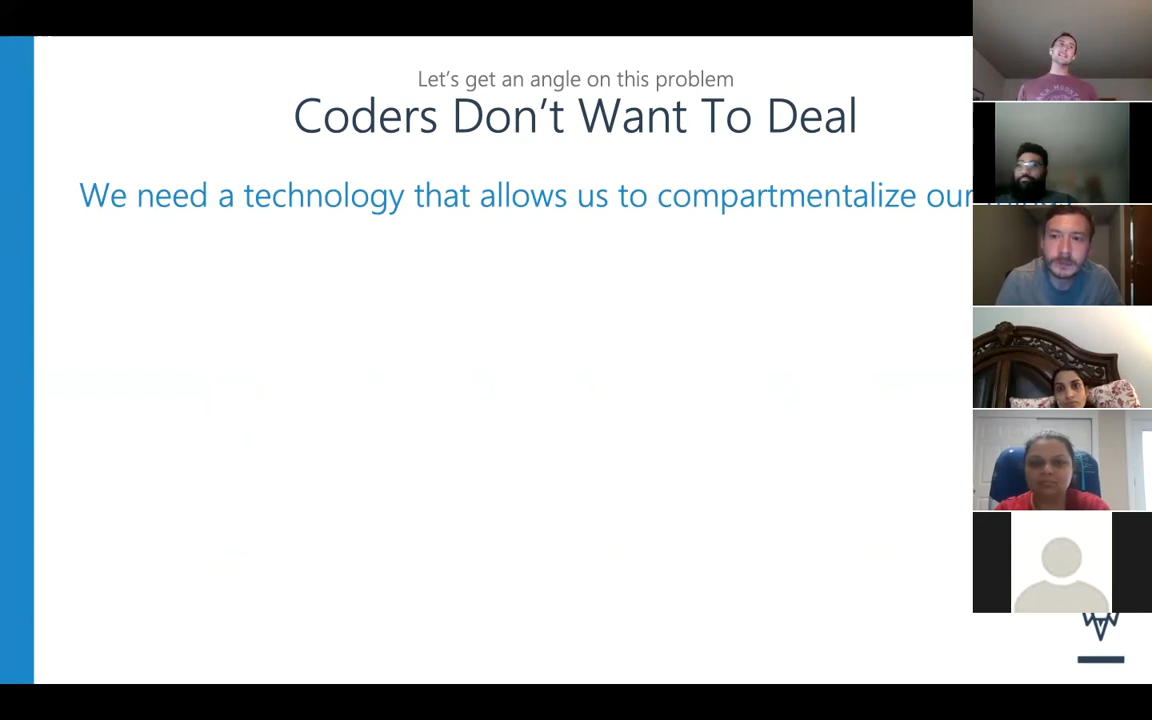 Let's get an angle on this problem
Coders Don't Want To Deal
We need a technology that allows us to compartmentalize our